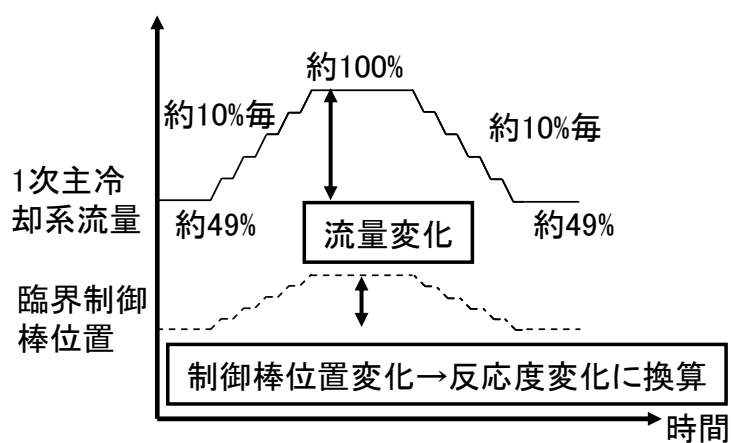 約100%
約10%毎
約10%毎
1次主冷
却系流量
約49%
流量変化
約49%
臨界制御
棒位置
制御棒位置変化→反応度変化に換算
時間